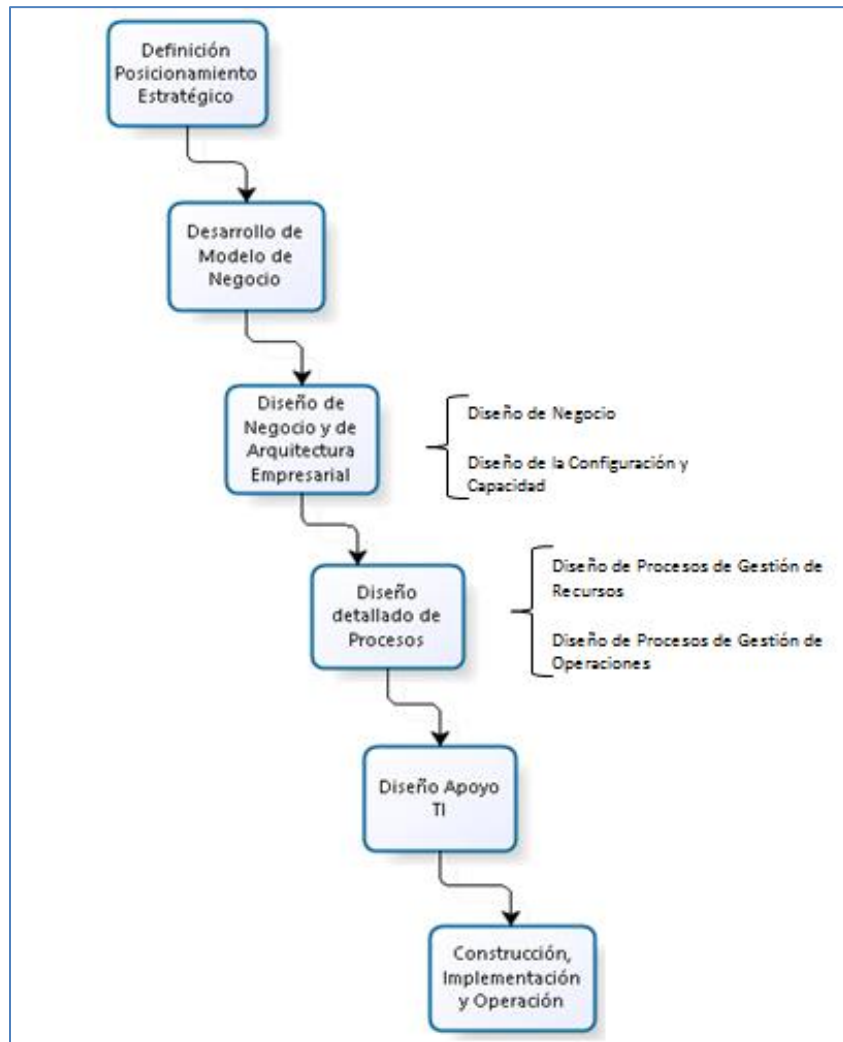 Definición
Posicionamiento
Estratégico
Desarrollo de
Modelo de
Negocio
Diseño de
Negocio y de
Arquitectura
Empresarial
Diseño de Negocio
Diseño de la Configuración y
Capacidad
Diseño
detallado de
Procesos
Diseño de Procesos de Gestión de
Recursos
Diseño de Procesos de Gestión de
Operaciones
Diseño Apoyo
TI
Construcción,
Implementación
y Operación